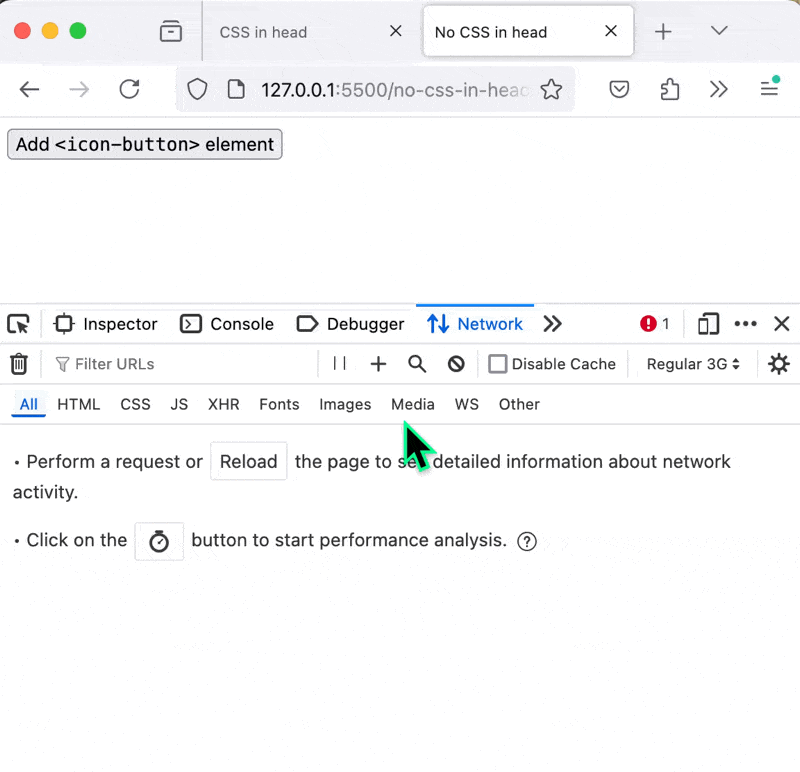 CSS in head
No CSS in head
127.0.0.1:5500/no-css-in-head
Add <icon-button> element
Inspector
Console
Debugger
Network
1
Filter URLs
Disable Cache
Regular 3G
All
HTML
CSS
JS
XHR
Fonts
Images
Media
WS
Other
• Perform a request or Reload the page to see detailed information about network
activity.
• Click on the button to start performance analysis. ?